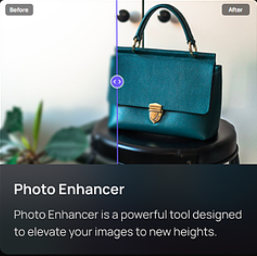 Before
After
Photo Enhancer
Photo Enhancer is a powerful tool designed
to elevate your images to new heights.